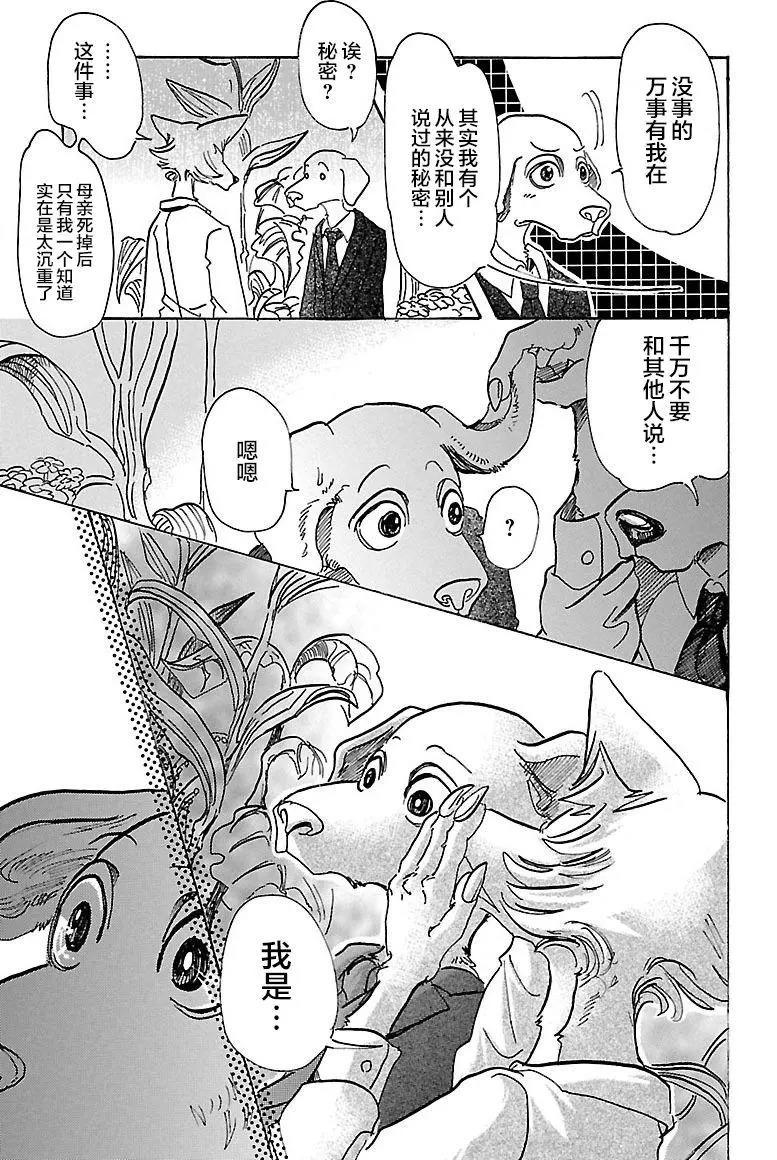 没事的
万事有我在
其实我有个
从来没和别人
说过的秘密…
诶？
秘密？
这件事…
…
母亲死掉后
只有我一个知道
实在是太沉重了
千万不要
和其他人说…
？
嗯嗯
我是…